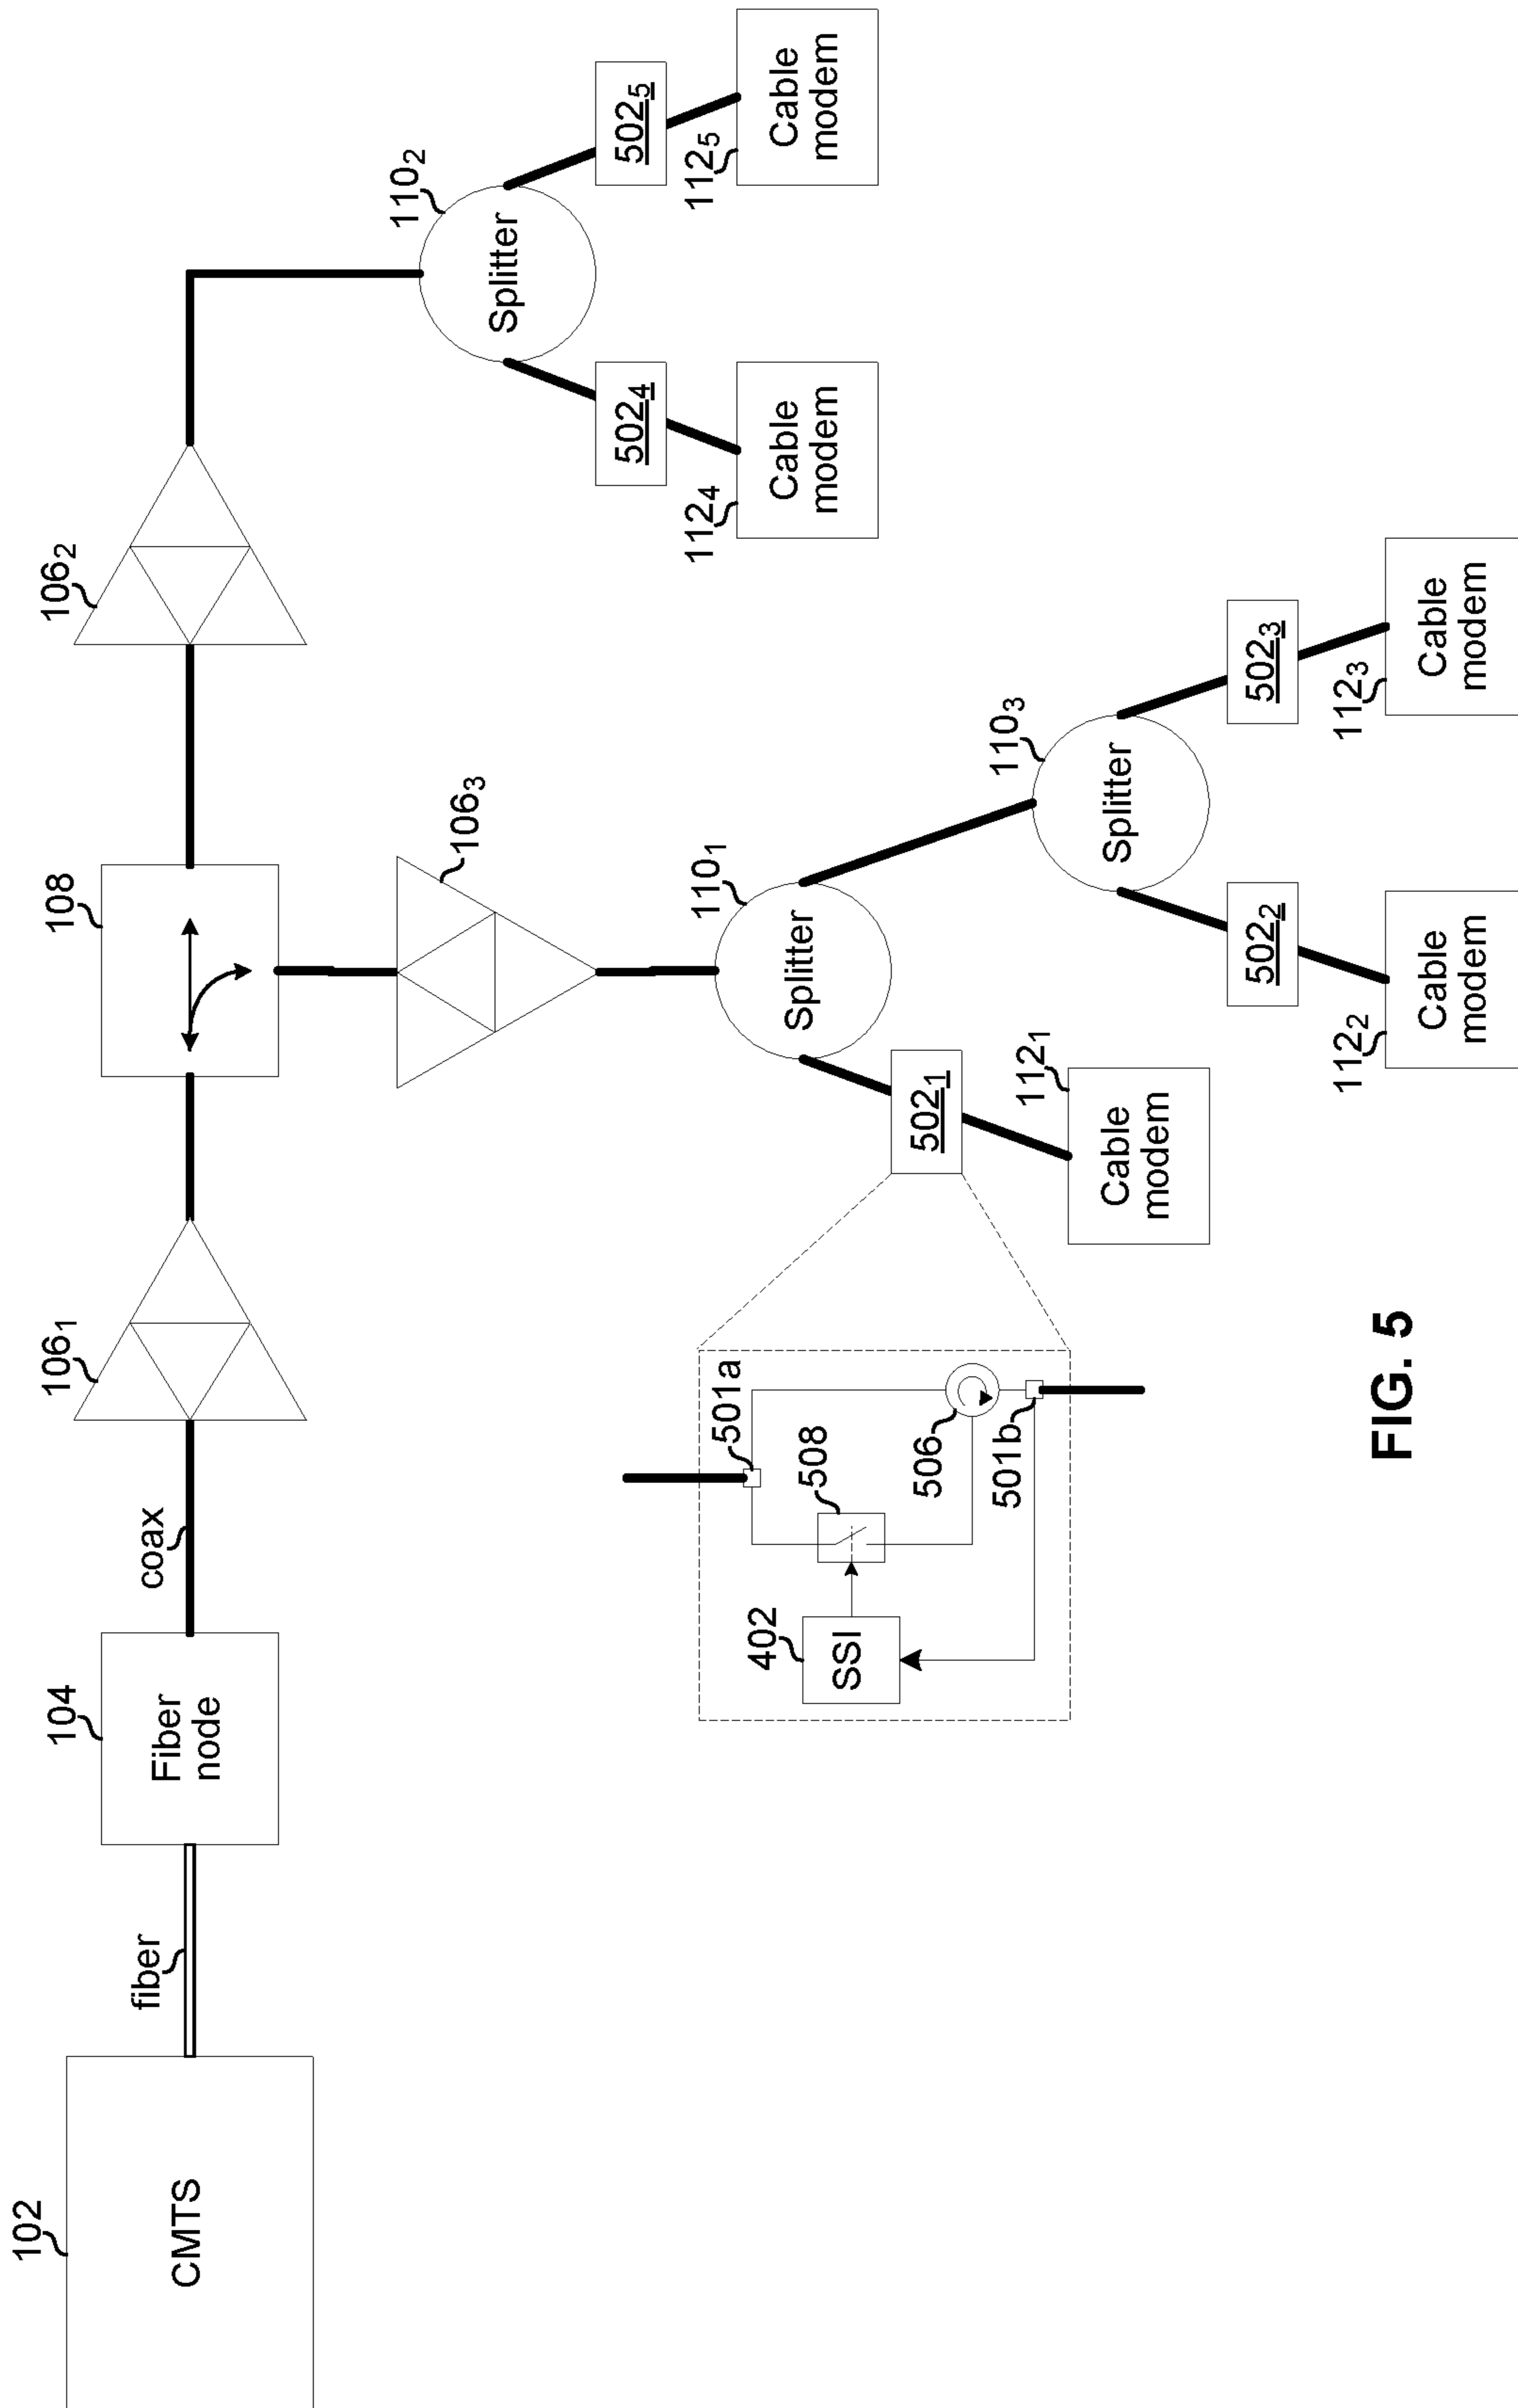 102
CMTS
fiber
104
Fiber
node
coax
106₁
108
106₂
106₃
110₂
Splitter
502₄
502₅
112₄
Cable
modem
112₅
Cable
modem
110₁
Splitter
110₃
Splitter
502₁
112₁
Cable
modem
502₂
502₃
112₂
Cable
modem
112₃
Cable
modem
402
SSI
508
501a
506
501b
FIG. 5